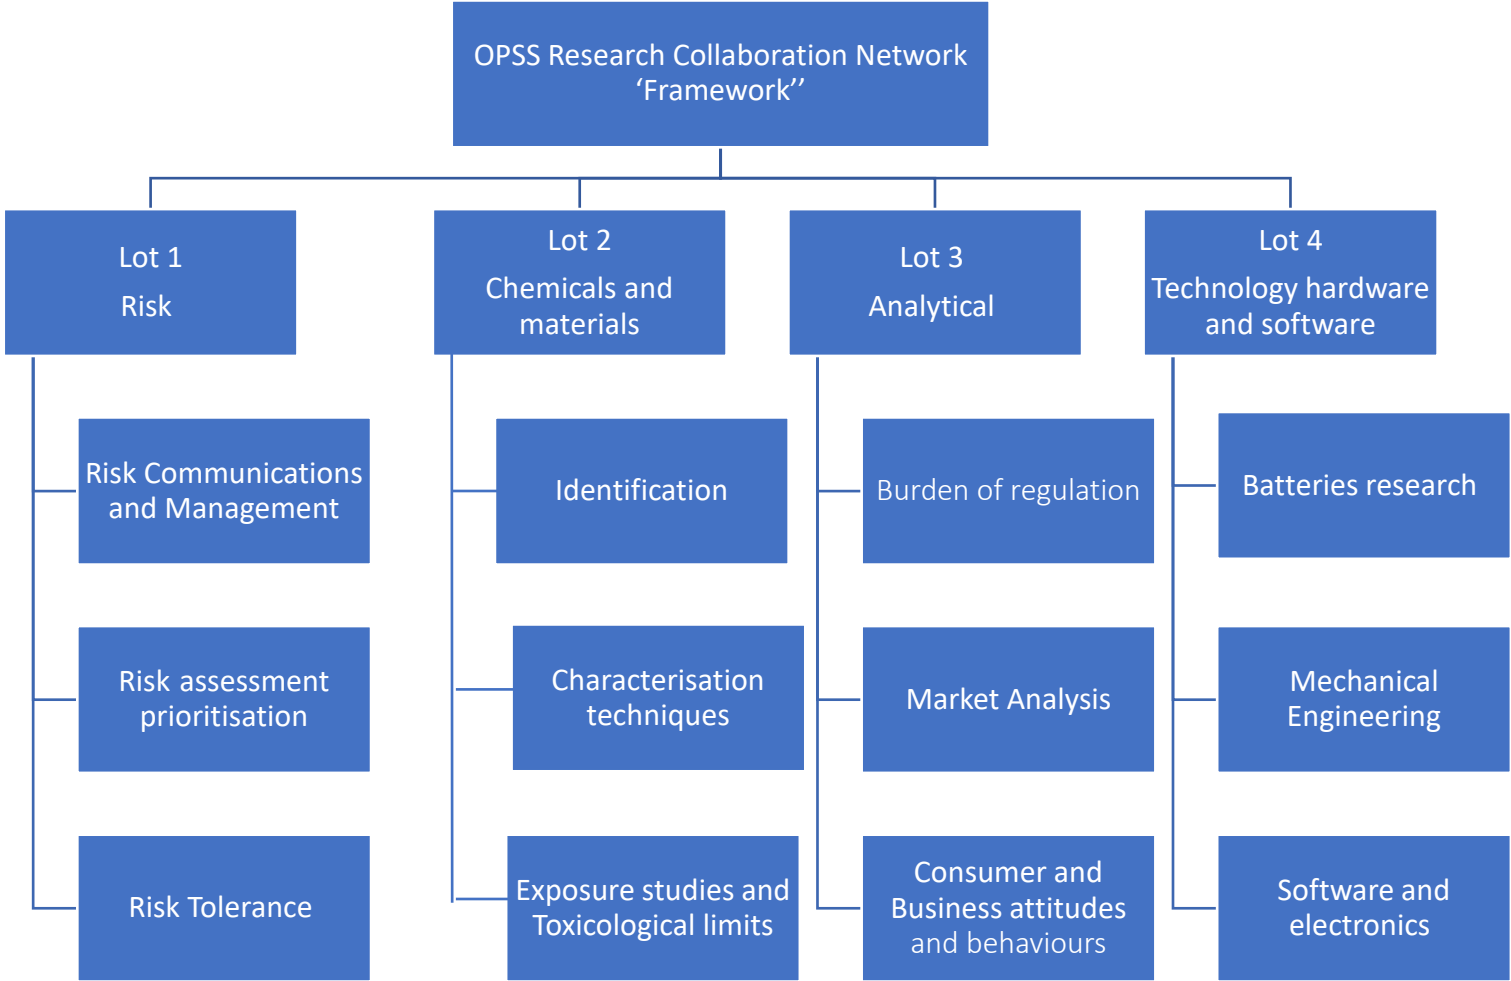 OPSS Research Collaboration Network
‘Framework’’
Lot 1
Risk
Risk Communications
and Management
Risk assessment
prioritisation
Risk Tolerance
Lot 2
Chemicals and
materials
Identification
Characterisation
techniques
Exposure studies and
Toxicological limits
Lot 3
Analytical
Burden of regulation
Market Analysis
Consumer and
Business attitudes
and behaviours
Lot 4
Technology hardware
and software
Batteries research
Mechanical
Engineering
Software and
electronics